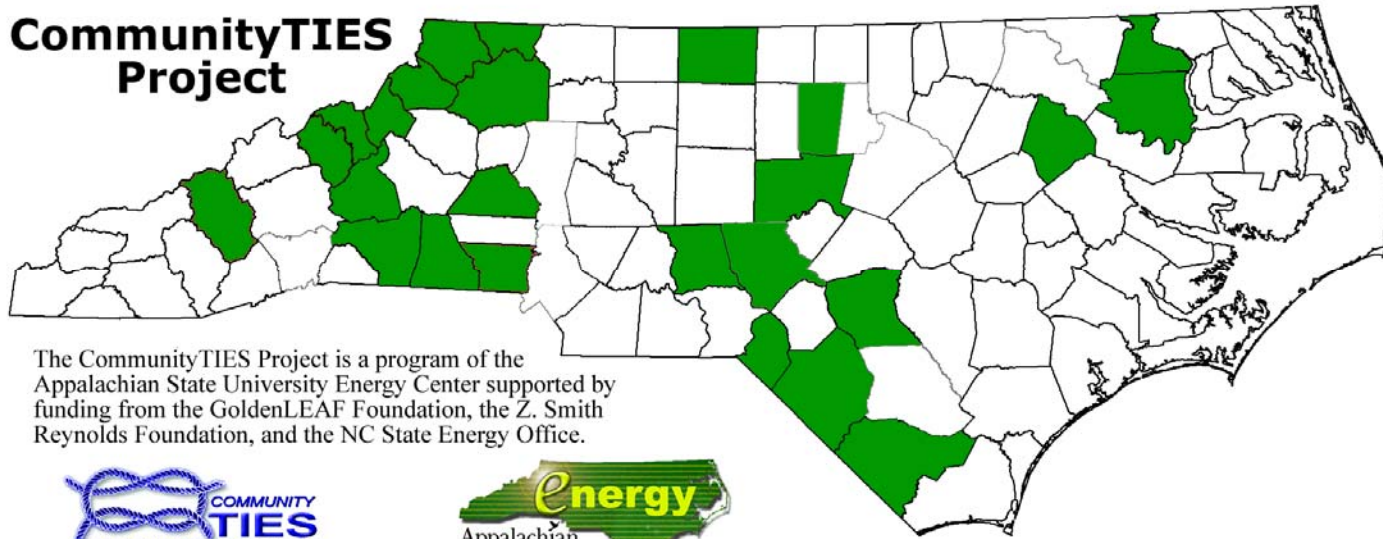 CommunityTIES
Project
The CommunityTIES Project is a program of the
Appalachian State University Energy Center supported by
funding from the GoldenLEAF Foundation, the Z. Smith
Reynolds Foundation, and the NC State Energy Office.
COMMUNITY
TIES
energy
Appalachian